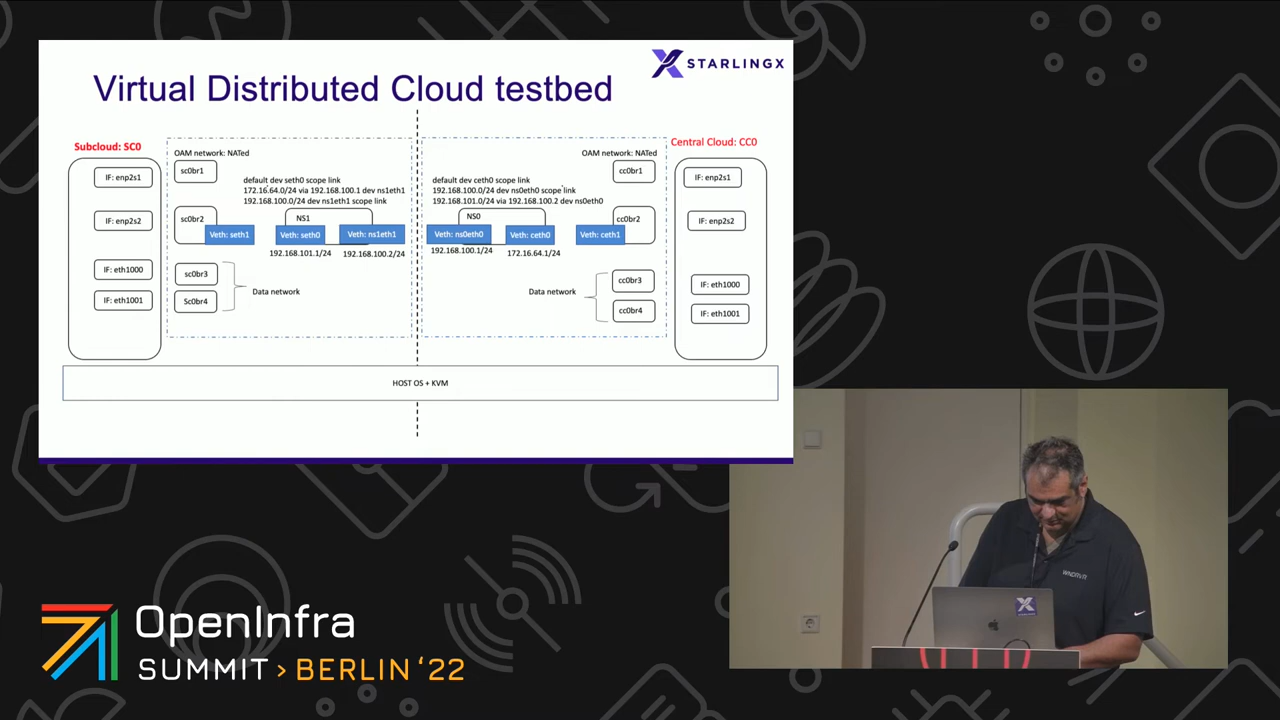 Virtual Distributed Cloud testbed
STARLINGX
Subcloud: SC0
Central Cloud: CC0
OAM network: NATed
OAM network: NATed
IF: enp2s1
IF: enp2s2
IF: eth1000
IF: eth1001
sc0br1
sc0br2
Veth: seth1
sc0br3
Sc0br4
Data network
default dev seth0 scope link
172.16.64.0/24 via 192.168.100.1 dev ns1eth1
192.168.100.0/24 dev ns1eth1 scope link
NS1
Veth: seth0
Veth: ns1eth1
192.168.101.1/24
192.168.100.2/24
default dev ceth0 scope link
192.168.100.0/24 dev ns0eth0 scope link
192.168.101.0/24 via 192.168.100.2 dev ns0eth0
NS0
Veth: ns0eth0
Veth: ceth0
192.168.100.1/24
172.16.64.1/24
cc0br1
cc0br2
Veth: ceth1
Data network
cc0br3
cc0br4
IF: enp2s1
IF: enp2s2
IF: eth1000
IF: eth1001
HOST OS + KVM
WNDRVR
OpenInfra
SUMMIT > BERLIN ‘22